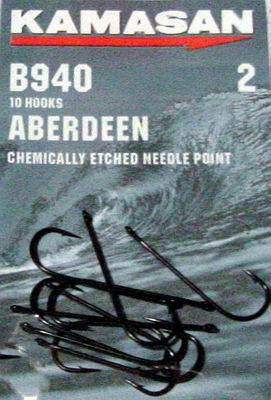 KAMASAN
B940 2
10 HOOKS
ABERDEEN
CHEMICALLY ETCHED NEEDLE POINT